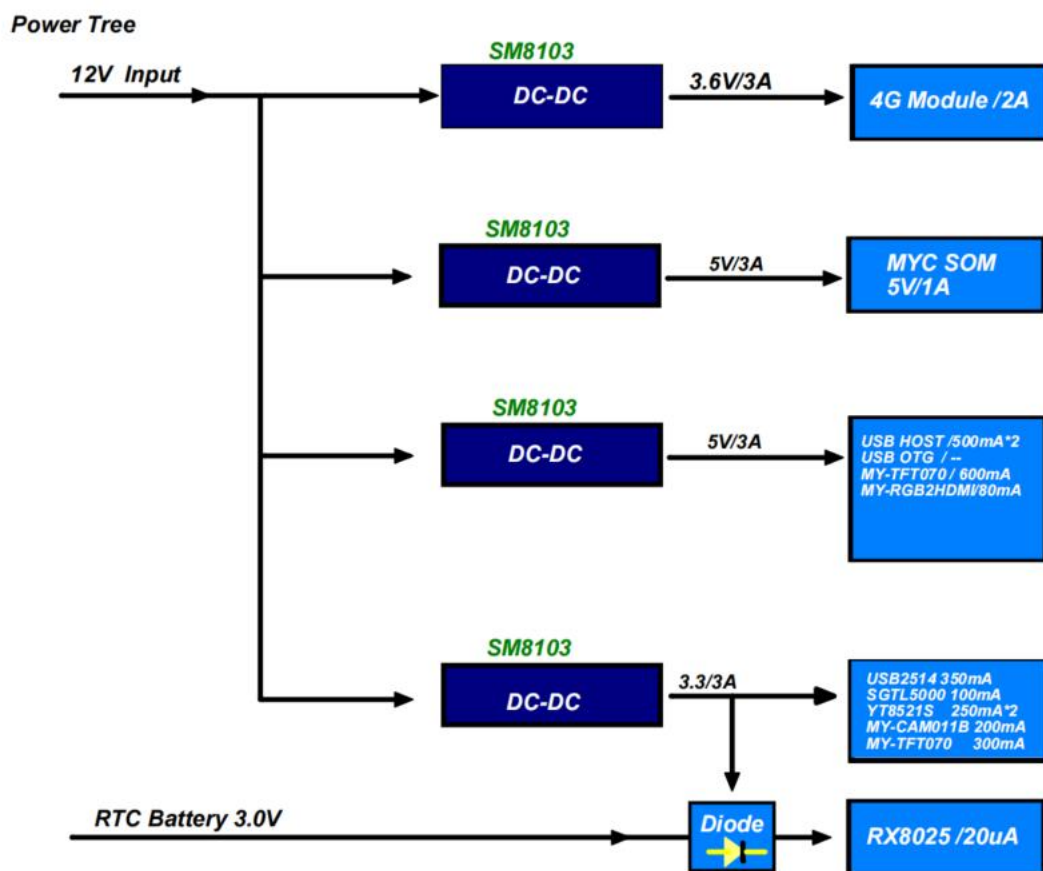 Power Tree
12V Input
SM8103
DC-DC
3.6V/3A
4G Module /2A
SM8103
DC-DC
5V/3A
MYC SOM
5V/1A
SM8103
DC-DC
5V/3A
USB HOST /500mA*2
USB OTG / --
MY-TFT070 / 600mA
MY-RGB2HDMI/80mA
SM8103
DC-DC
3.3/3A
USB2514 350mA
SGTL5000 100mA
YT8521S 250mA*2
MY-CAM011B 200mA
MY-TFT070 300mA
RTC Battery 3.0V
Diode
RX8025 /20uA